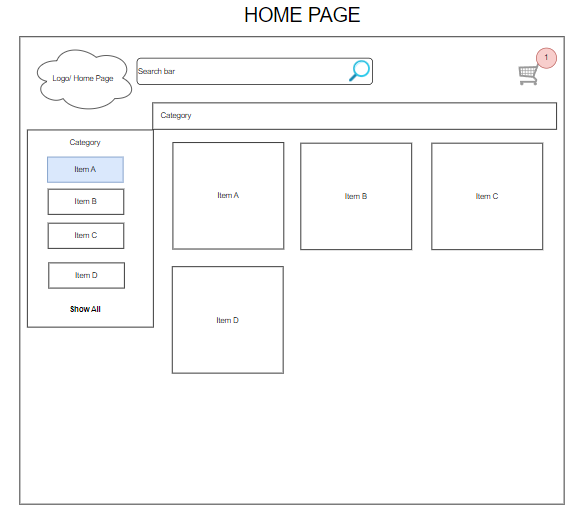 HOME PAGE
Logo/ Home Page
Search bar
1
Category
Category
Item A
Item B
Item C
Item D
Show All
Item A
Item B
Item C
Item D